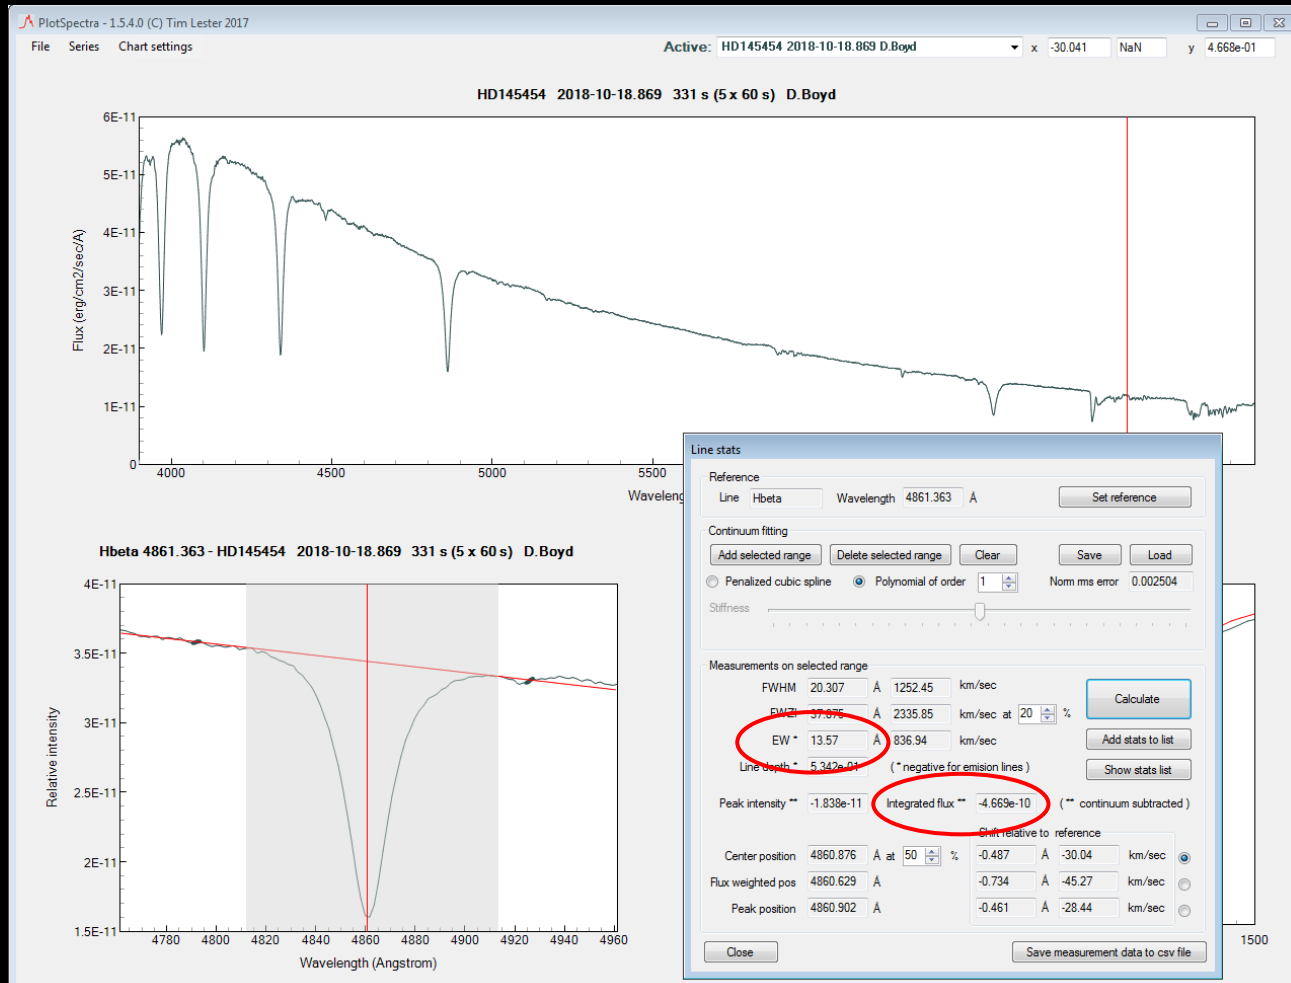 PlotSpectra - 1.5.4.0 (C) Tim Lester 2017
File Series Chart settings
Active: HD145454 2018-10-18.869 D.Boyd x -30.041 NaN y 4.668e-01
HD145454 2018-10-18.869 331 s (5 x 60 s) D.Boyd
6E-11
5E-11
4E-11
3E-11
2E-11
1E-11
0
Flux (erg/cm2/sec/A)
4000 4500 5000 5500
Waveleng
Hbeta 4861.363 - HD145454 2018-10-18.869 331 s (5 x 60 s) D.Boyd
4E-11
3.5E-11
3E-11
2.5E-11
2E-11
1.5E-11
Relative intensity
4780 4800 4820 4840 4860 4880 4900 4920 4940 4960
Wavelength (Angstrom)
1500
Line stats
Reference
Line Hbeta Wavelength 4861.363 Å Set reference
Continuum fitting
Add selected range Delete selected range Clear Save Load
Penalized cubic spline Polynomial of order 1 Norm rms error 0.002504
Stiffness
Measurements on selected range
FWHM 20.307 Å 1252.45 km/sec
Calculate
FWZI 37.875 Å 2335.85 km/sec at 20 %
EW * 13.57 Å 836.94 km/sec
Add stats to list
Line depth * 5.342e-01 ( * negative for emision lines )
Show stats list
Peak intensity ** -1.838e-11 Integrated flux ** -4.669e-10 ( ** continuum subtracted )
Shift relative to reference
Center position 4860.876 Å at 50 % -0.487 Å -30.04 km/sec
Flux weighted pos 4860.629 Å -0.734 Å -45.27 km/sec
Peak position 4860.902 Å -0.461 Å -28.44 km/sec
Close Save measurement data to csv file